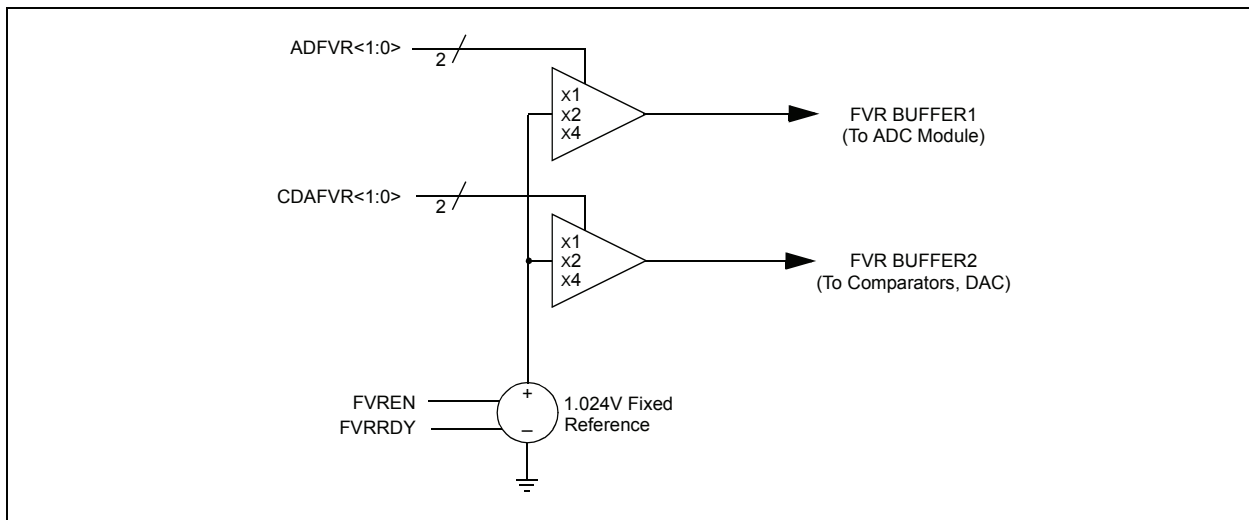 ADFVR<1:0>
2
X1
X2
X4
FVR BUFFER1
(To ADC Module)
CDAFVR<1:0>
2
X1
X2
X4
FVR BUFFER2
(To Comparators, DAC)
+
FVREN
1.024V Fixed
Reference
FVRRDY
_